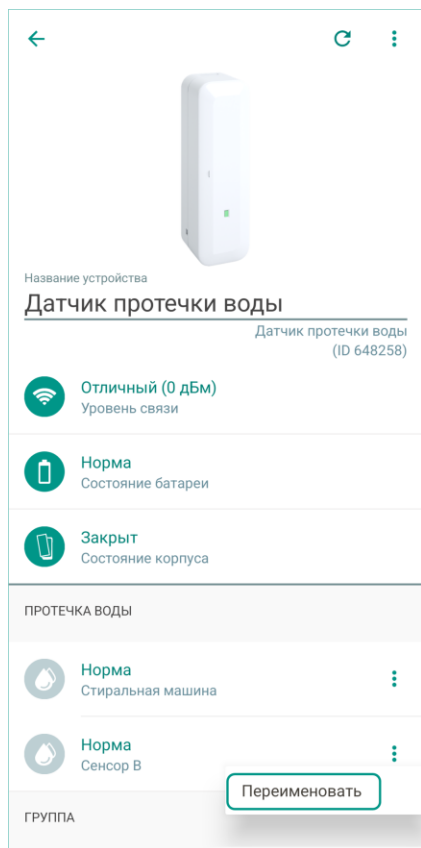 Название устройства
Датчик протечки воды
Датчик протечки воды
(ID 648258)
Отличный (0 дБм)
Уровень связи
Норма
Состояние батареи
Закрыт
Состояние корпуса
ПРОТЕЧКА ВОДЫ
Норма
Стиральная машина
Норма
Сенсор B
Переименовать
ГРУППА